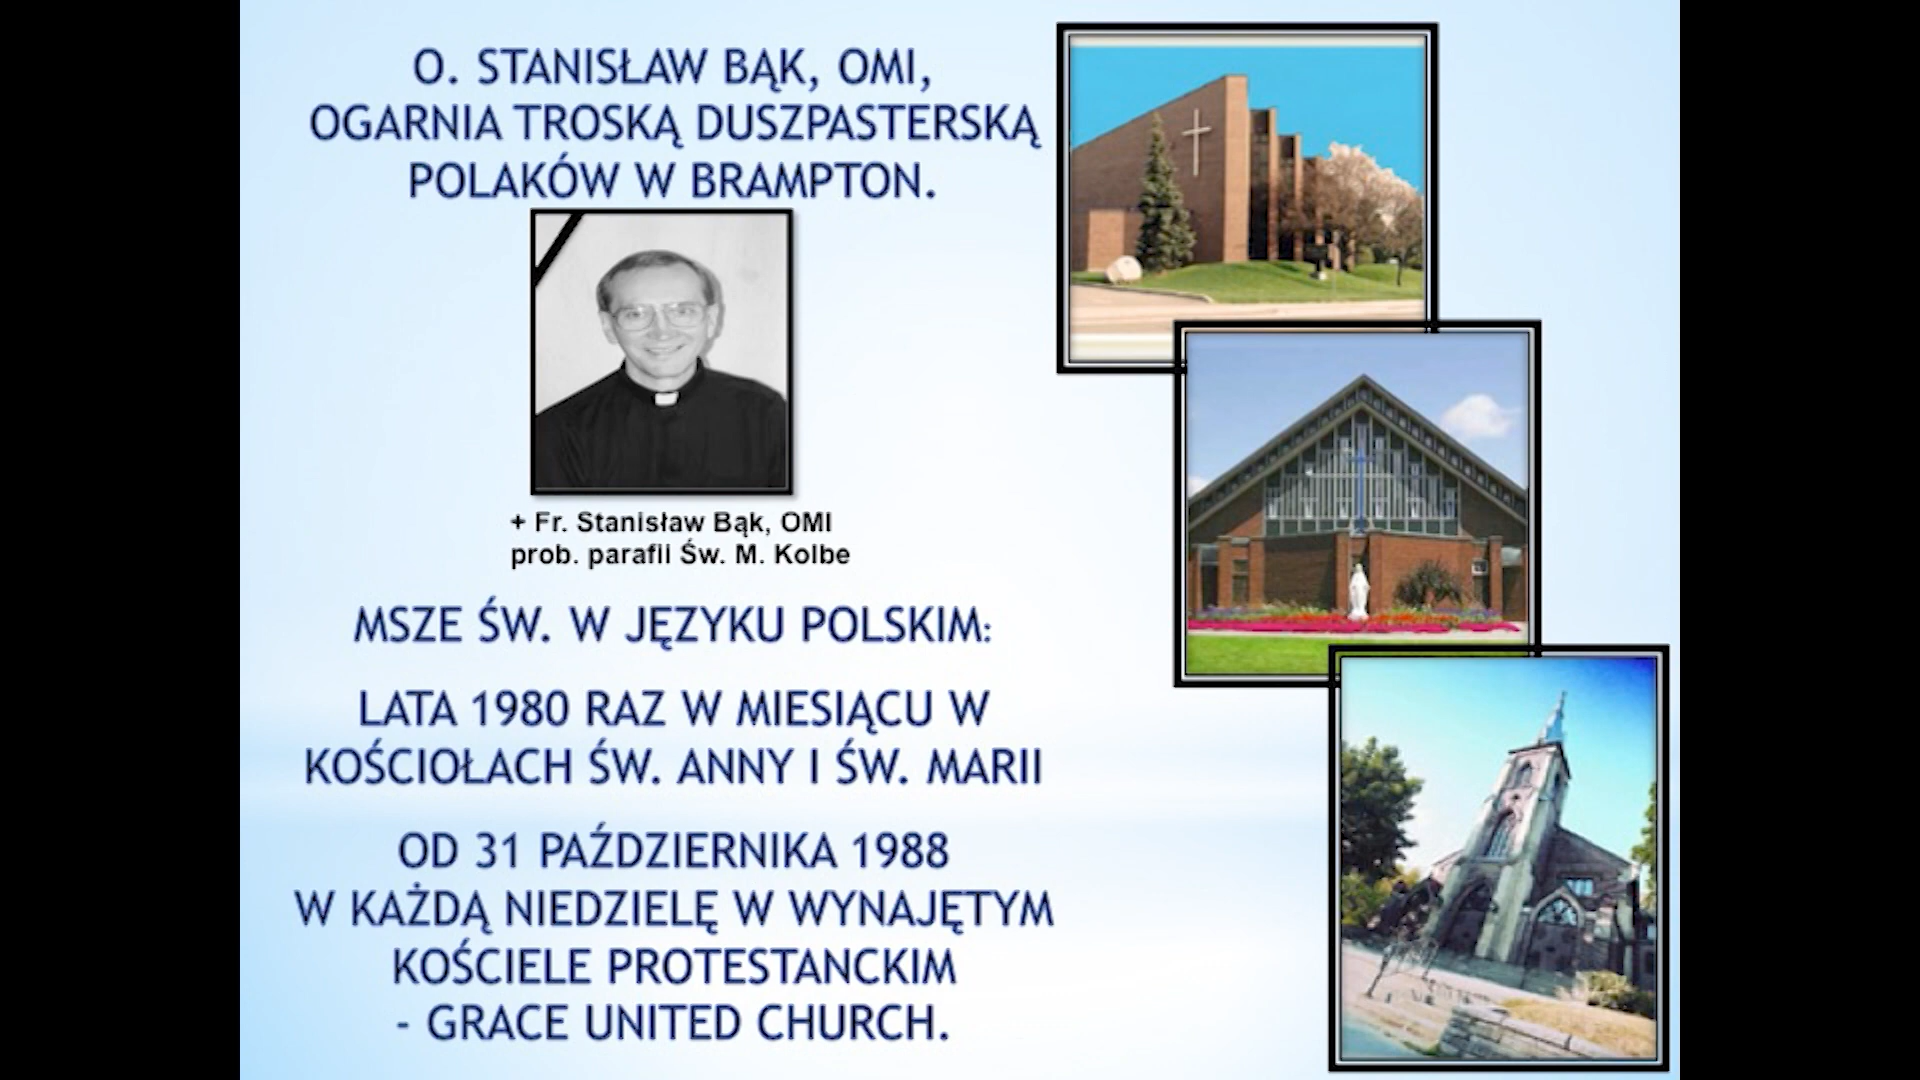 O. STANISŁAW BĄK, OMI,
OGARNIA TROSKĄ DUSZPASTERSKĄ
POLAKÓW W BRAMPTON.
+ Fr. Stanisław Bąk, OMI
prob. parafii Św. M. Kolbe
MSZE ŚW. W JĘZYKU POLSKIM:
LATA 1980 RAZ W MIESIĄCU W
KOŚCIOŁACH ŚW. ANNY I ŚW. MARII
OD 31 PAŹDZIERNIKA 1988
W KAŻDĄ NIEDZIELĘ W WYNAJĘTYM
KOŚCIELE PROTESTANCKIM
- GRACE UNITED CHURCH.